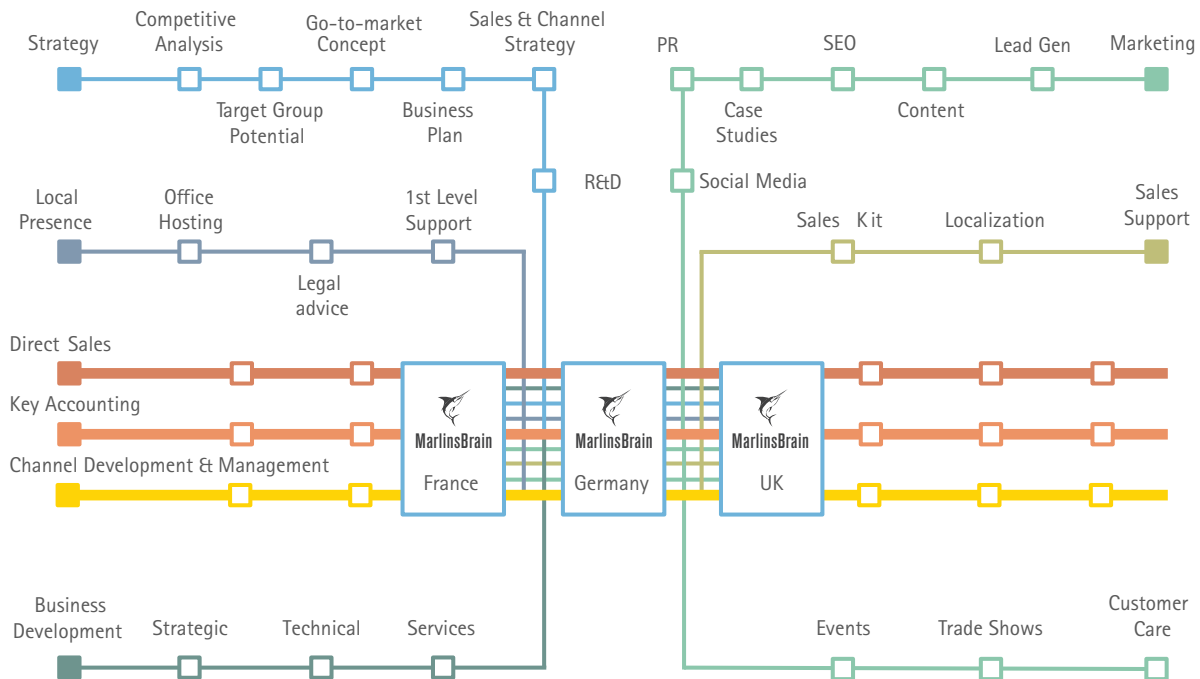 Strategy
Competitive
Analysis
Target Group
Potential
Go-to-market
Concept
Business
Plan
Sales & Channel
Strategy
R&D
PR
Case
Studies
SEO
Content
Lead Gen
Marketing
Social Media
Local
Presence
Office
Hosting
Legal
advice
1st Level
Support
Sales Kit
Localization
Sales
Support
Direct Sales
Key Accounting
Channel Development & Management
MarlinsBrain
France
MarlinsBrain
Germany
MarlinsBrain
UK
Business
Development
Strategic
Technical
Services
Events
Trade Shows
Customer
Care